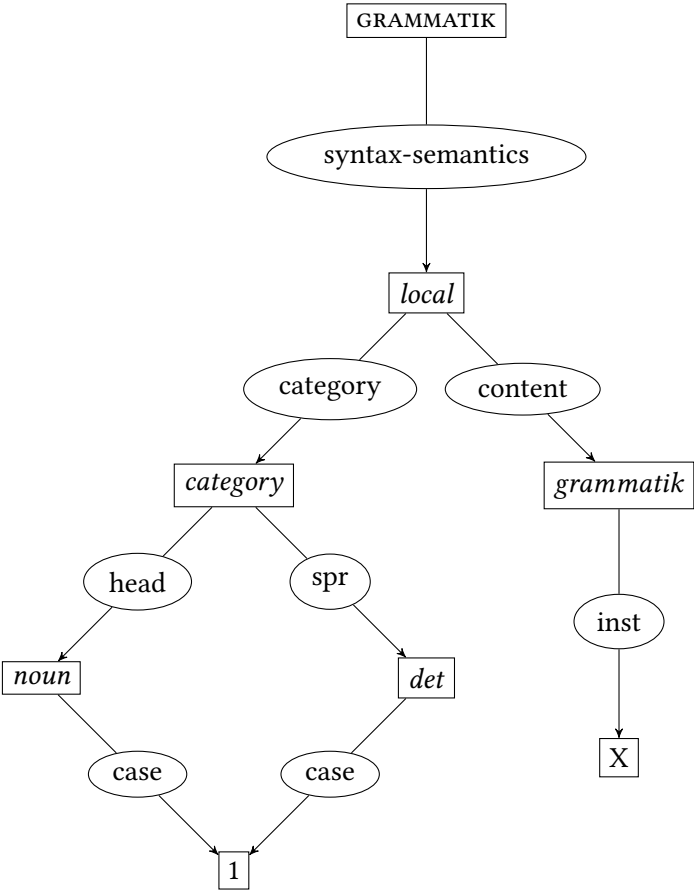 GRAMMATIK
syntax-semantics
local
category
content
category
grammatik
head
spr
inst
noun
det
X
case
case
1